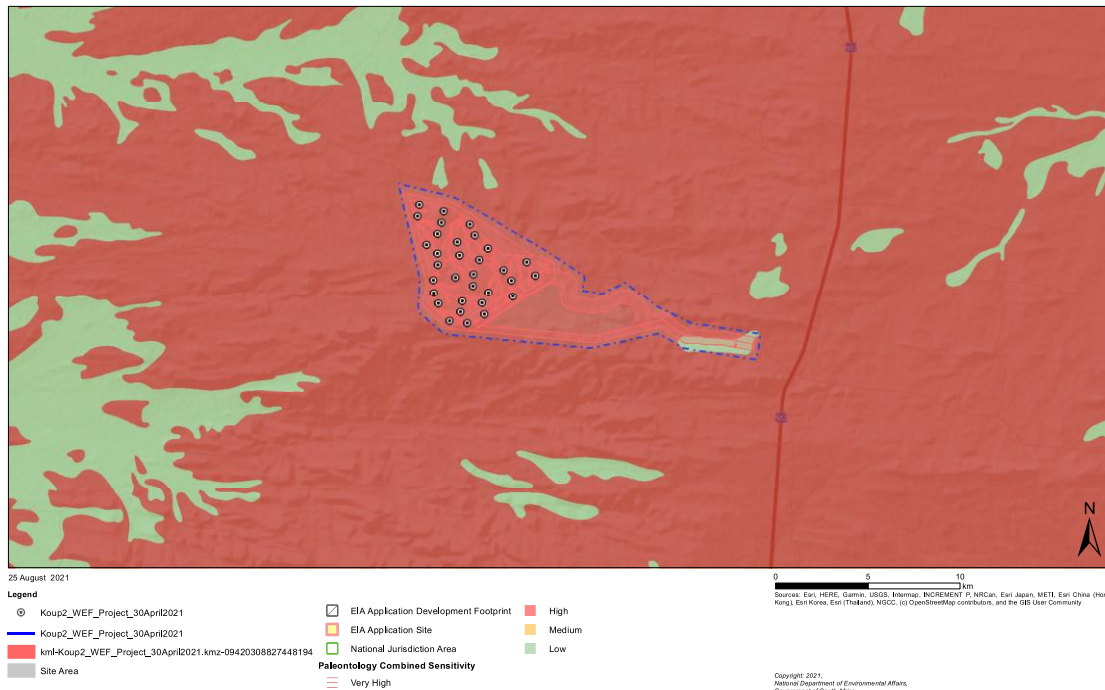 N
25 August 2021
Legend
Koup2_WEF_Project_30April2021
Koup2_WEF_Project_30April2021
kml-Koup2_WEF_Project_30April2021.kmz-09420308827448194
Site Area
EIA Application Development Footprint
EIA Application Site
National Jurisdiction Area
Paleontology Combined Sensitivity
Very High
High
Medium
Low
0 5 10
km
Sources: Esri, HERE, Garmin, USGS, Intermap, INCREMENT P, NRCan, Esri Japan, METI, Esri China (Hon
Kong), Esri Korea, Esri (Thailand), NGCC, (c) OpenStreetMap contributors, and the GIS User Community
Copyright: 2021,
National Department of Environmental Affairs,